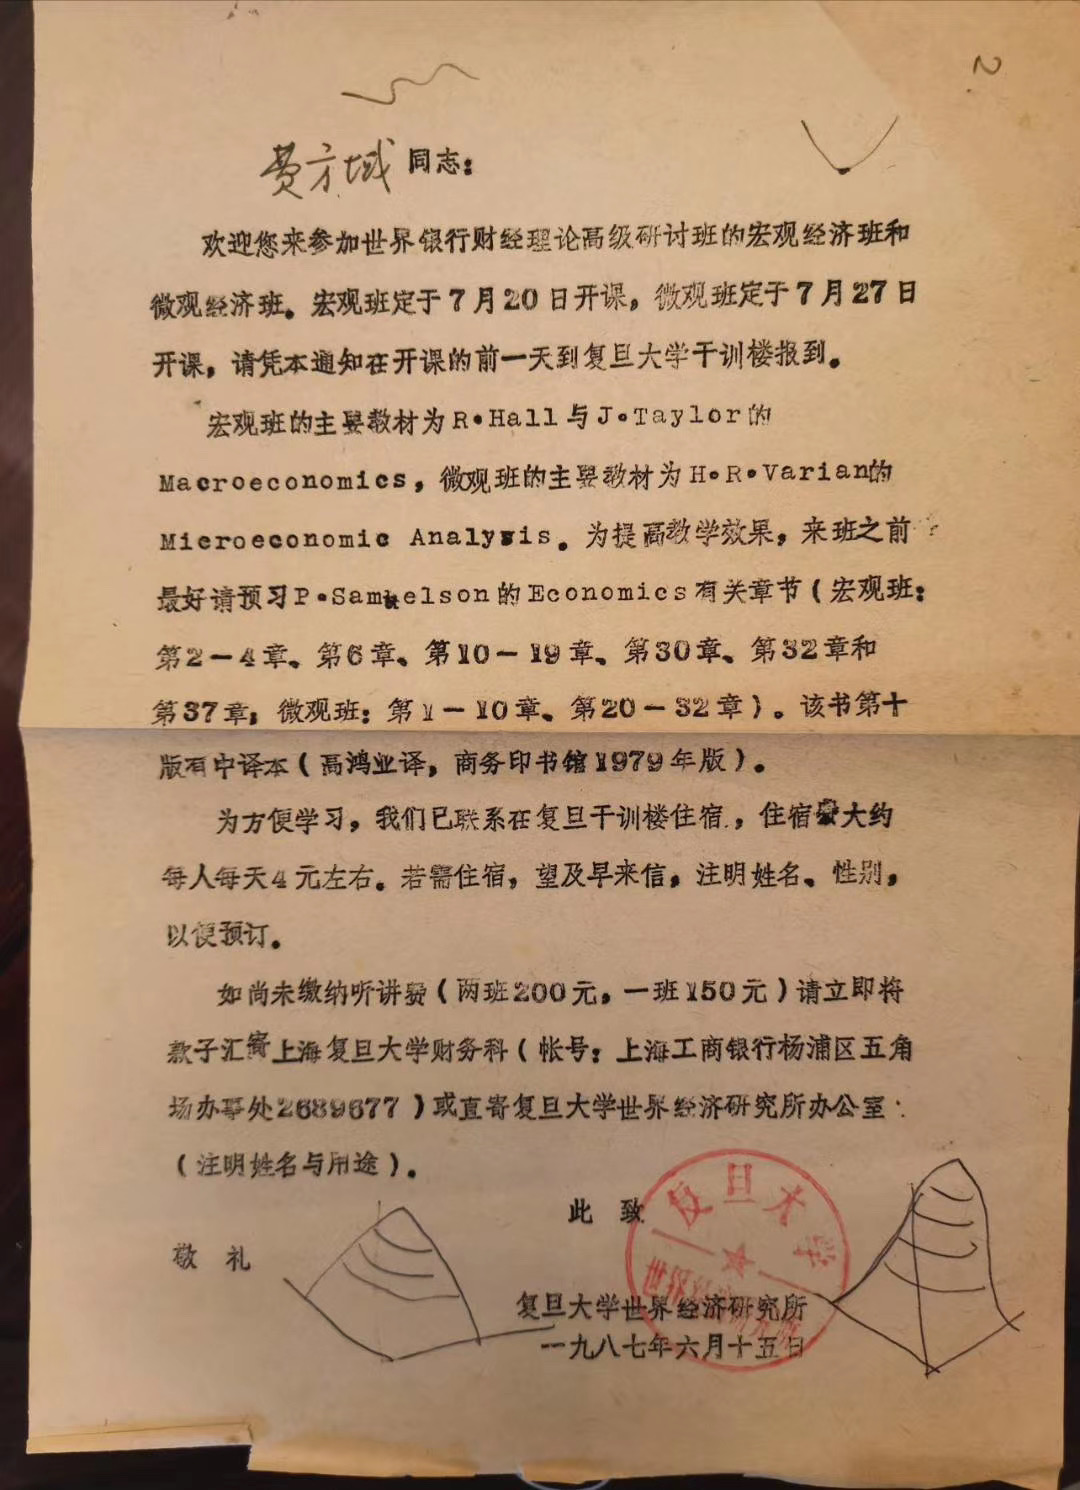 2
费方域同志:
欢迎您来参加世界银行财经理论高级研讨班的宏观经济班和
微观经济班。宏观班定于7月20日开课,微观班定于7月27日
开课,请凭本通知在开课的前一天到复旦大学干训楼报到。
宏观班的主要教材为R·Hall与J·Taylor的
Macroeconomics,微观班的主要教材为H·R·Varian的
Microeconomic Analysis。为提高教学效果,来班之前
最好请预习P·Samuelson的Economics有关章节(宏观班:
第2-4章、第6章、第10-19章、第30章、第32章和
第37章;微观班:第1-10章、第20-32章)。该书第十
版有中译本(高鸿业译,商务印书馆1979年版)。
为方便学习,我们已联系在复旦干训楼住宿,住宿大约
每人每天4元左右。若需住宿,望及早来信,注明姓名、性别,
以便预订。
如尚未缴纳听讲费(两班200元,一班150元)请立即将
款子汇寄上海复旦大学财务科(帐号:上海工商银行杨浦区五角
场办事处2689677)或直寄复旦大学世界经济研究所办公室
(注明姓名与用途)。
此 致
敬 礼
复旦大学
世界经济研究所
复旦大学世界经济研究所
一九八七年六月十五日